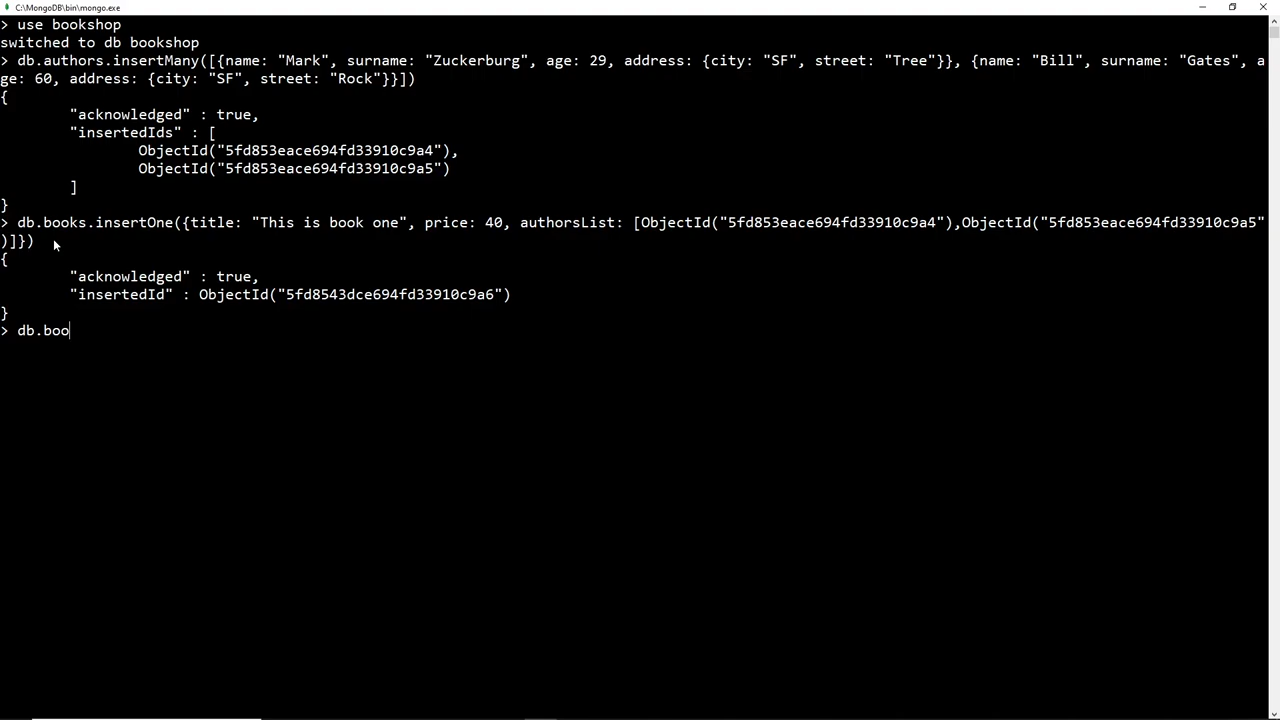 C:\MongoDB\bin\mongo.exe
> use bookshop
switched to db bookshop
> db.authors.insertMany([{name: "Mark", surname: "Zuckerburg", age: 29, address: {city: "SF", street: "Tree"}}, {name: "Bill", surname: "Gates", a
ge: 60, address: {city: "SF", street: "Rock"}}])
{
        "acknowledged" : true,
        "insertedIds" : [
                ObjectId("5fd853eace694fd33910c9a4"),
                ObjectId("5fd853eace694fd33910c9a5")
        ]
}
> db.books.insertOne({title: "This is book one", price: 40, authorsList: [ObjectId("5fd853eace694fd33910c9a4"),ObjectId("5fd853eace694fd33910c9a5"
)]})
{
        "acknowledged" : true,
        "insertedId" : ObjectId("5fd8543dce694fd33910c9a6")
}
> db.boo